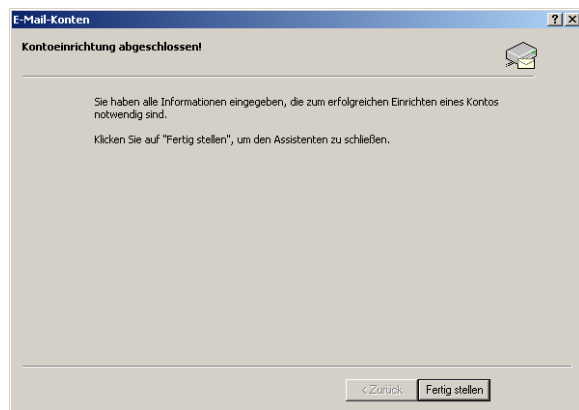 E-Mail-Konten
Kontoeinrichtung abgeschlossen!
Sie haben alle Informationen eingegeben, die zum erfolgreichen Einrichten eines Kontos
notwendig sind.
Klicken Sie auf "Fertig stellen", um den Assistenten zu schließen.
< Zurück
Fertig stellen